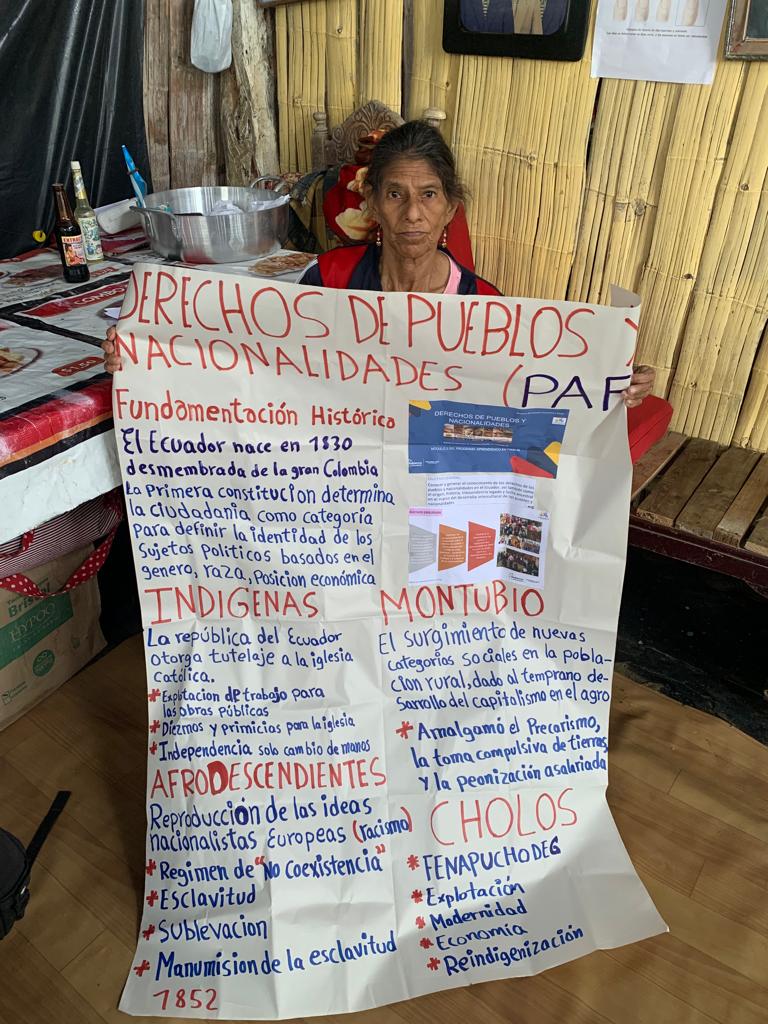 DERECHOS DE PUEBLOS Y
NACIONALIDADES (PAF
Fundamentación Histórica
El Ecuador nace en 1830
desmembrada de la gran Colombia
La primera constitucion determina
la ciudadania como categoria
para definir la identidad de los
Sujetos Politicos basados en el
genero, raza, Posicion económica
DERECHOS DE PUEBLOS Y
NACIONALIDADES
INDIGENAS
La república del Ecuador
otorga tutelaje a la iglesia
católica.
* Explotacion de trabajo para
las obras públicas
* Diezmos y primicias para la iglesia
* Independencia solo cambio de manos
MONTUBIO
El surgimiento de nuevas
categorias sociales en la pobla-
cion rural, dado al temprano de-
sarrollo del capitalismo en el agro
* Amalgamó el Precarismo,
la toma compulsiva de tierras
y la peonización asalariada
AFRODESCENDIENTES
Reproducción de las ideas
nacionalistas Europeas (racismo)
* Regimen de "No Coexistencia"
* Esclavitud
* Sublevacion
* Manumision de la esclavitud
1852
CHOLOS
* FENAPUCHODEG
* Explotación
* Modernidad
* Economia
* Reindigenización